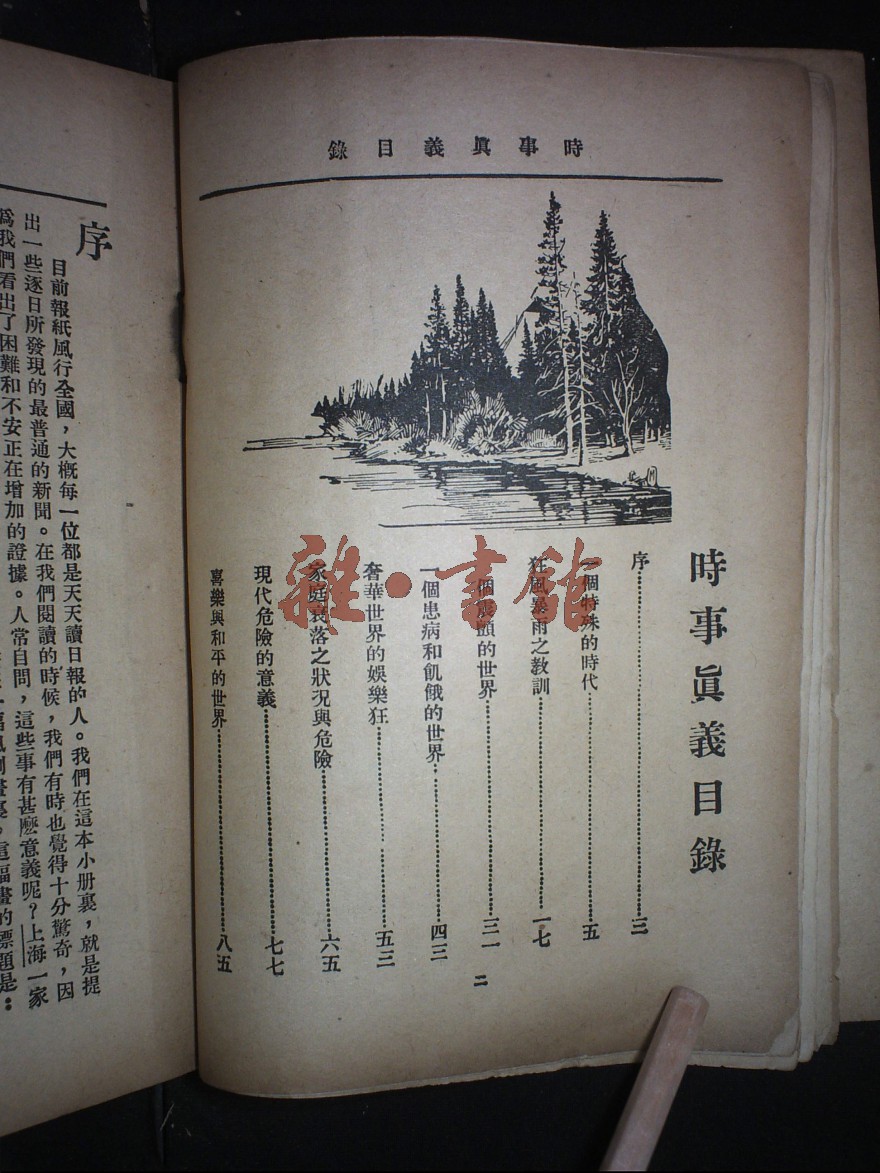 時事眞義目錄
時事眞義目錄
序……三
一個特殊的時代……五
狂風暴雨之教訓……一七
一個震顫的世界……三一
一個患病和飢餓的世界……四三
奢華世界的娛樂狂……五三
家庭衰落之狀況與危險……六五
現代危險的意義……七七
喜樂與和平的世界……八五
二
雜·書館
序
目前報紙風行全國，大概每一位都是天天讀日報的人。我們在這本小册裏，就是提
出一些逐日所發現的最普通的新聞。在我們閱讀的時候，我們有時也覺得十分驚奇，因
爲我們看出了困難和不安正在增加的證據。人常自問，這些事有甚麽意義呢？上海一家
這幅畫的標題是：